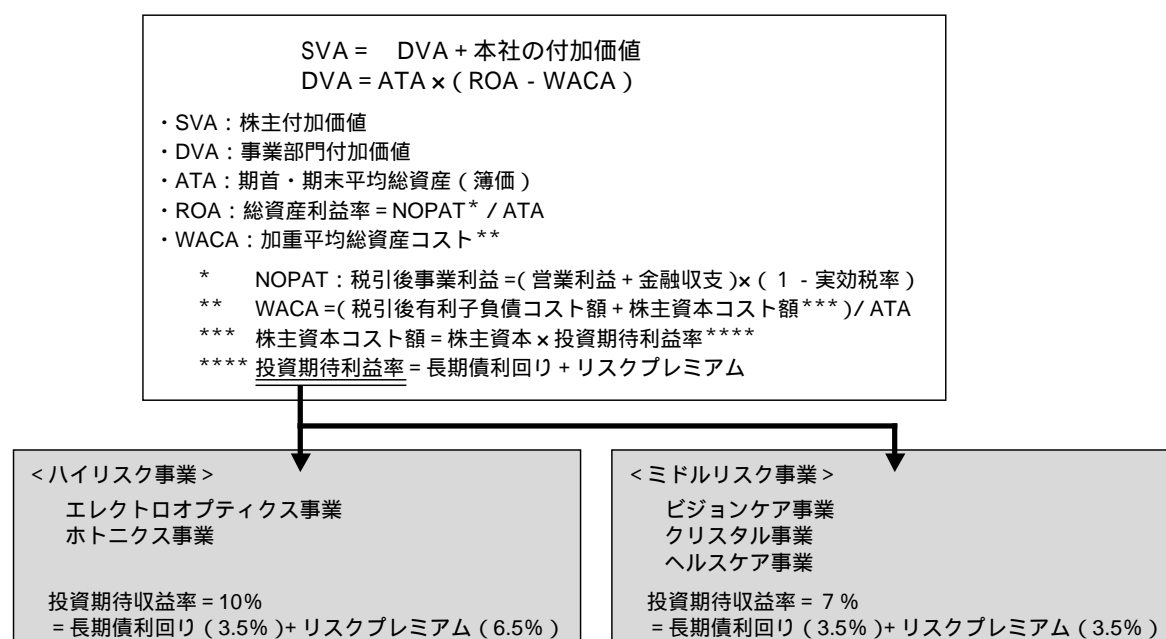 SVA = DVA + 本社の付加価値
DVA = ATA × ( ROA - WACA )
・SVA：株主付加価値
・DVA：事業部門付加価値
・ATA：期首・期末平均総資産 ( 簿価 )
・ROA：総資産利益率 = NOPAT* / ATA
・WACA：加重平均総資産コスト**
* NOPAT：税引後事業利益 =( 営業利益 + 金融収支 )× ( 1 - 実効税率 )
** WACA =( 税引後有利子負債コスト額 + 株主資本コスト額*** )/ ATA
*** 株主資本コスト額 = 株主資本 × 投資期待利益率****
**** 投資期待利益率 = 長期債利回り + リスクプレミアム
< ハイリスク事業 >
エレクトロオプティクス事業
ホトニクス事業
投資期待収益率 = 10%
= 長期債利回り ( 3.5% )+ リスクプレミアム ( 6.5% )
< ミドルリスク事業 >
ビジョンケア事業
クリスタル事業
ヘルスケア事業
投資期待収益率 = 7 %
= 長期債利回り ( 3.5% )+ リスクプレミアム ( 3.5% )